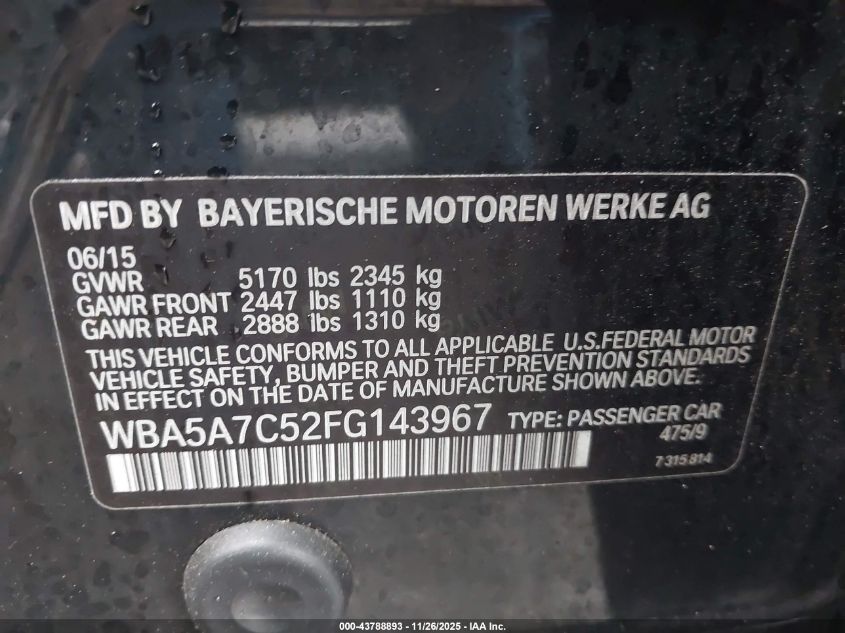 MFD BY BAYERISCHE MOTOREN WERKE AG
06/15
GVWR 5170 lbs 2345 kg
GAWR FRONT 2447 lbs 1110 kg
GAWR REAR 2888 lbs 1310 kg
THIS VEHICLE CONFORMS TO ALL APPLICABLE U.S.FEDERAL MOTOR
VEHICLE SAFETY, BUMPER AND THEFT PREVENTION STANDARDS
IN EFFECT ON THE DATE OF MANUFACTURE SHOWN ABOVE.
WBA5A7C52FG143967 TYPE: PASSENGER CAR
475/9
7 315 814
000-43788893 - 11/26/2025 - IAA Inc.